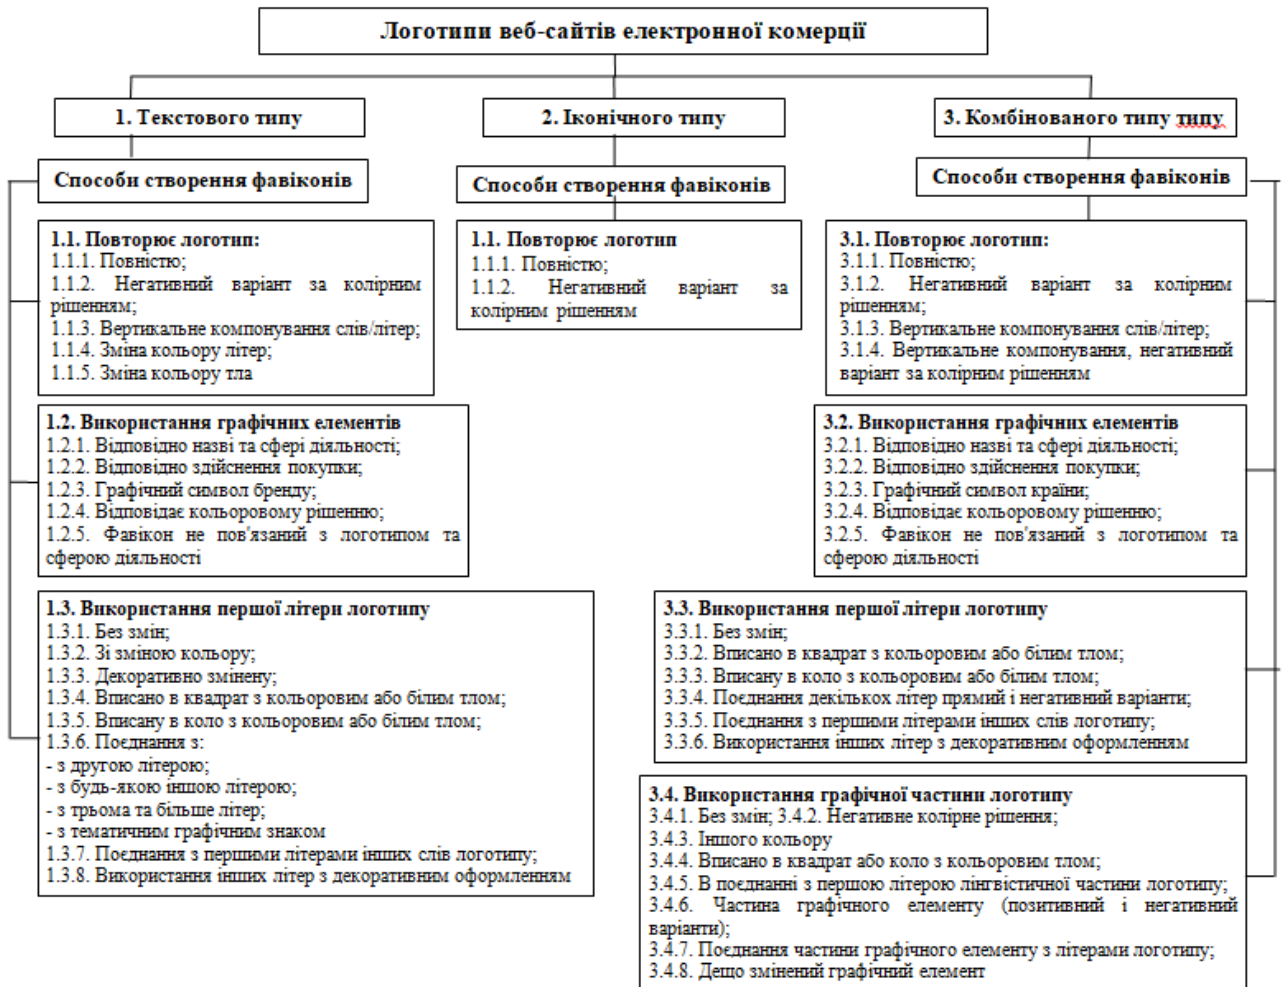 Логотипи веб-сайтів електронної комерції
1. Текстового типу
2. Іконічного типу
3. Комбінованого типу типу
Способи створення фавіконів
Способи створення фавіконів
Способи створення фавіконів
1.1. Повторює логотип:
1.1.1. Повністю;
1.1.2. Негативний варіант за колірним
рішенням;
1.1.3. Вертикальне компонування слів/літер;
1.1.4. Зміна кольору літер;
1.1.5. Зміна кольору тла
1.1. Повторює логотип
1.1.1. Повністю;
1.1.2. Негативний варіант за
колірним рішенням
3.1. Повторює логотип:
3.1.1. Повністю;
3.1.2. Негативний варіант за колірним
рішенням;
3.1.3. Вертикальне компонування слів/літер;
3.1.4. Вертикальне компонування, негативний
варіант за колірним рішенням
1.2. Використання графічних елементів
1.2.1. Відповідно назві та сфері діяльності;
1.2.2. Відповідно здійснення покупки;
1.2.3. Графічний символ бренду;
1.2.4. Відповідає кольоровому рішенню;
1.2.5. Фавікон не пов'язаний з логотипом та
сферою діяльності
3.2. Використання графічних елементів
3.2.1. Відповідно назві та сфері діяльності;
3.2.2. Відповідно здійснення покупки;
3.2.3. Графічний символ країни;
3.2.4. Відповідає кольоровому рішенню;
3.2.5. Фавікон не пов'язаний з логотипом та
сферою діяльності
1.3. Використання першої літери логотипу
1.3.1. Без змін;
1.3.2. Зі зміною кольору;
1.3.3. Декоративно змінену;
1.3.4. Вписано в квадрат з кольоровим або білим тлом;
1.3.5. Вписану в коло з кольоровим або білим тлом;
1.3.6. Поєднання з:
- з другою літерою;
- з будь-якою іншою літерою;
- з трьома та більше літер;
- з тематичним графічним знаком
1.3.7. Поєднання з першими літерами інших слів логотипу;
1.3.8. Використання інших літер з декоративним оформленням
3.3. Використання першої літери логотипу
3.3.1. Без змін;
3.3.2. Вписано в квадрат з кольоровим або білим тлом;
3.3.3. Вписану в коло з кольоровим або білим тлом;
3.3.4. Поєднання декількох літер прямий і негативний варіанти;
3.3.5. Поєднання з першими літерами інших слів логотипу;
3.3.6. Використання інших літер з декоративним оформленням
3.4. Використання графічної частини логотипу
3.4.1. Без змін; 3.4.2. Негативне колірне рішення;
3.4.3. Іншого кольору
3.4.4. Вписано в квадрат або коло з кольоровим тлом;
3.4.5. В поєднанні з першою літерою лінгвістичної частини логотипу;
3.4.6. Частина графічного елементу (позитивний і негативний
варіанти);
3.4.7. Поєднання частини графічного елементу з літерами логотипу;
3.4.8. Дещо змінений графічний елемент